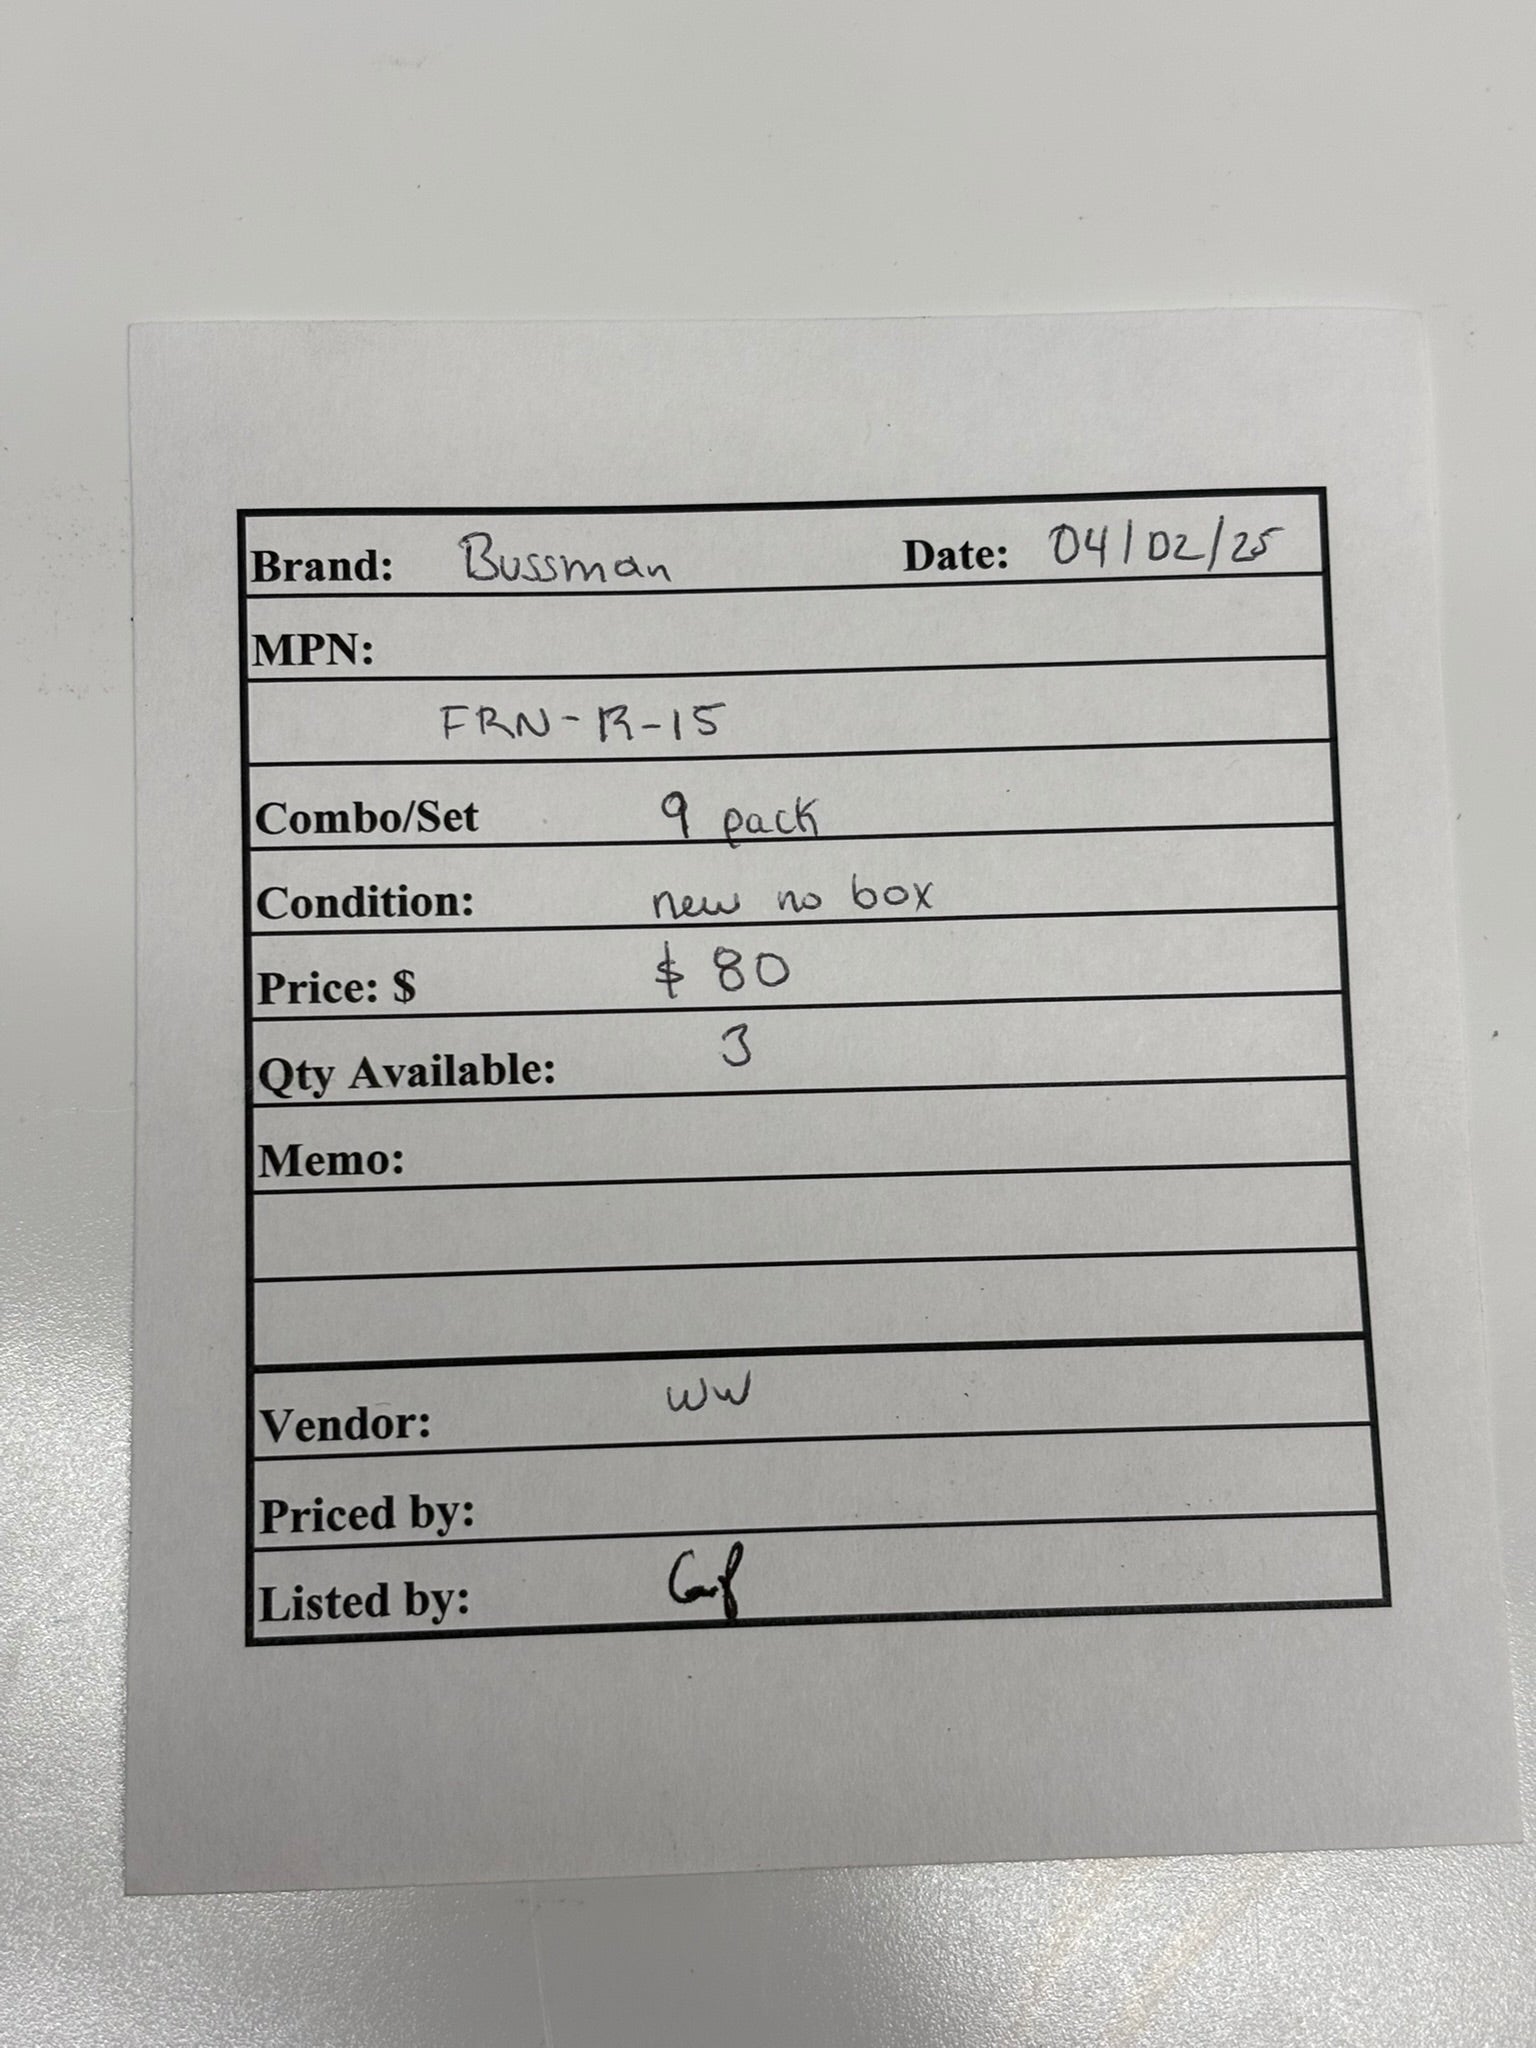 Brand: Bussman Date: 04/02/25
MPN:
FRN-R-15
Combo/Set 9 pack
Condition: new no box
Price: $ $ 80
Qty Available: 3
Memo:
Vendor: WW
Priced by:
Listed by: